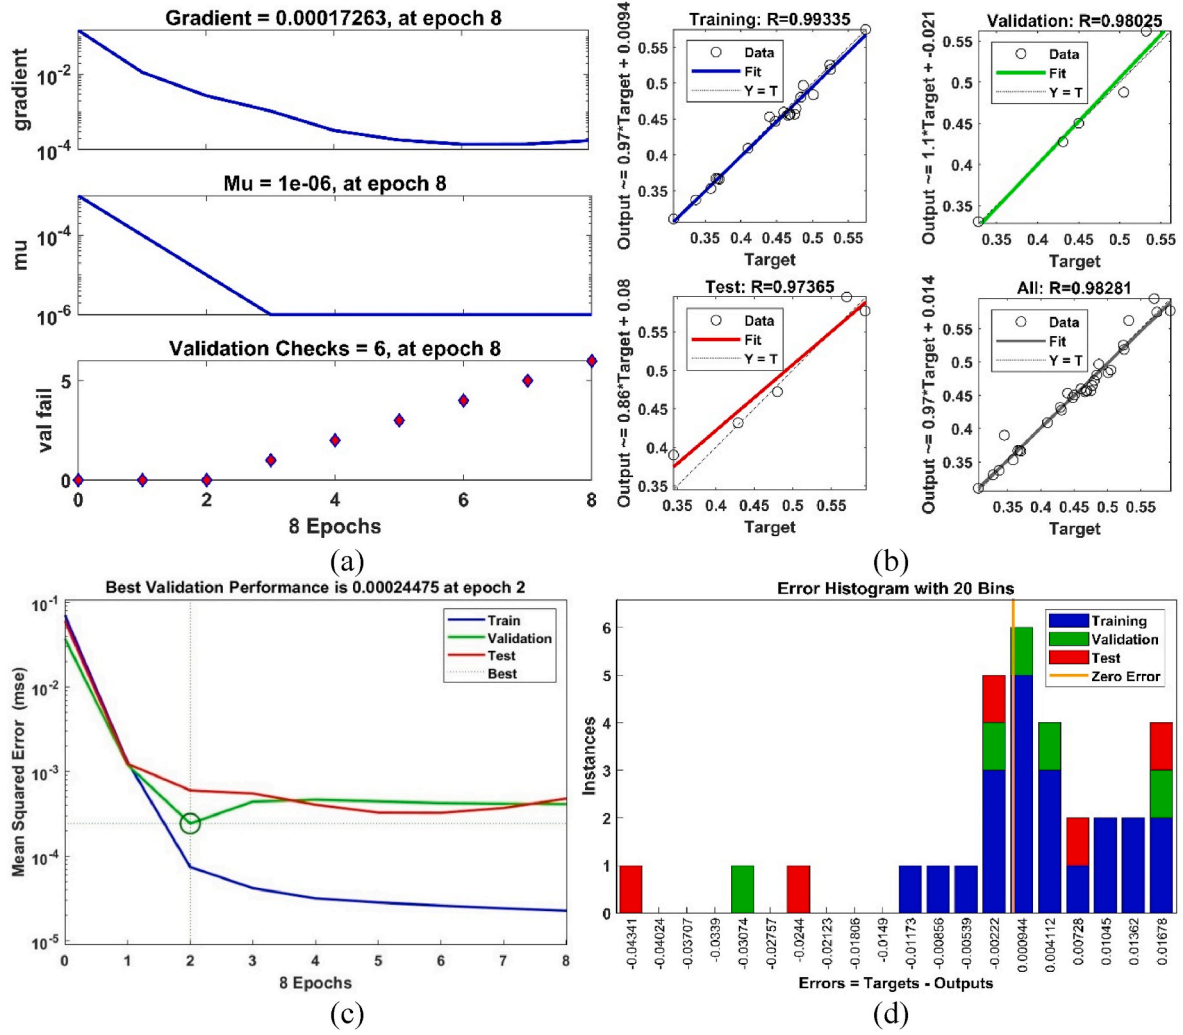 Gradient = 0.00017263, at epoch 8
gradient
10-2
10-4
Mu = 1e-06, at epoch 8
mu
10-4
10-6
Validation Checks = 6, at epoch 8
val fail
5
0
0 2 4 6 8
8 Epochs
(a)
Training: R=0.99335
Output ~= 0.97*Target + 0.0094
0.55
0.5
0.45
0.4
0.35
Data
Fit
Y = T
0.35 0.4 0.45 0.5 0.55
Target
Validation: R=0.98025
Output ~= 1.1*Target + -0.021
0.55
0.5
0.45
0.4
0.35
Data
Fit
Y = T
0.35 0.4 0.45 0.5 0.55
Target
Test: R=0.97365
Output ~= 0.86*Target + 0.08
0.55
0.5
0.45
0.4
0.35
Data
Fit
Y = T
0.35 0.4 0.45 0.5 0.55
Target
All: R=0.98281
Output ~= 0.97*Target + 0.014
0.55
0.5
0.45
0.4
0.35
Data
Fit
Y = T
0.35 0.4 0.45 0.5 0.55
Target
(b)
Best Validation Performance is 0.00024475 at epoch 2
Mean Squared Error (mse)
10-1
10-2
10-3
10-4
10-5
Train
Validation
Test
Best
0 1 2 3 4 5 6 7 8
8 Epochs
(c)
Error Histogram with 20 Bins
Instances
6
5
4
3
2
1
0
Training
Validation
Test
Zero Error
-0.04341
-0.04024
-0.03707
-0.0339
-0.03074
-0.02757
-0.0244
-0.02123
-0.01806
-0.0149
-0.01173
-0.00856
-0.00539
-0.00222
0.000944
0.004112
0.00728
0.01045
0.01362
0.01678
Errors = Targets - Outputs
(d)